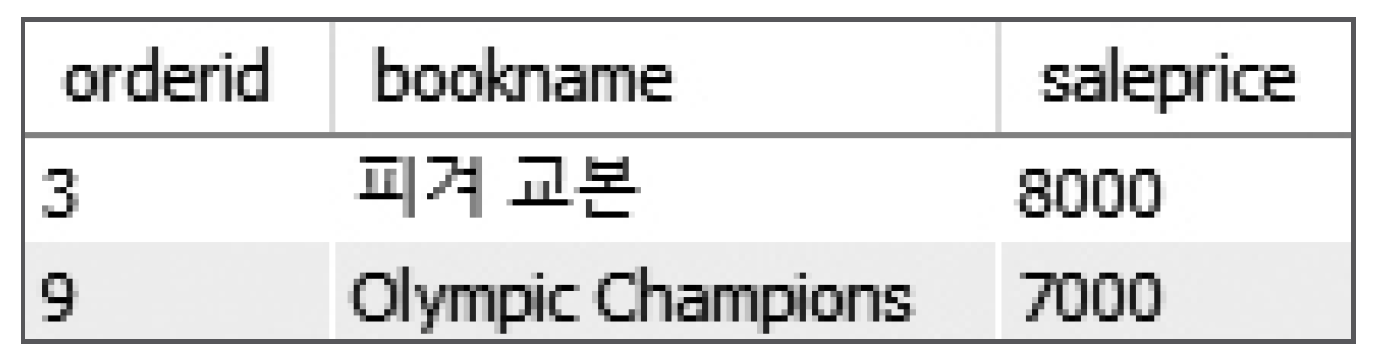 orderid bookname saleprice
3 피겨 교본 8000
9 Olympic Champions 7000